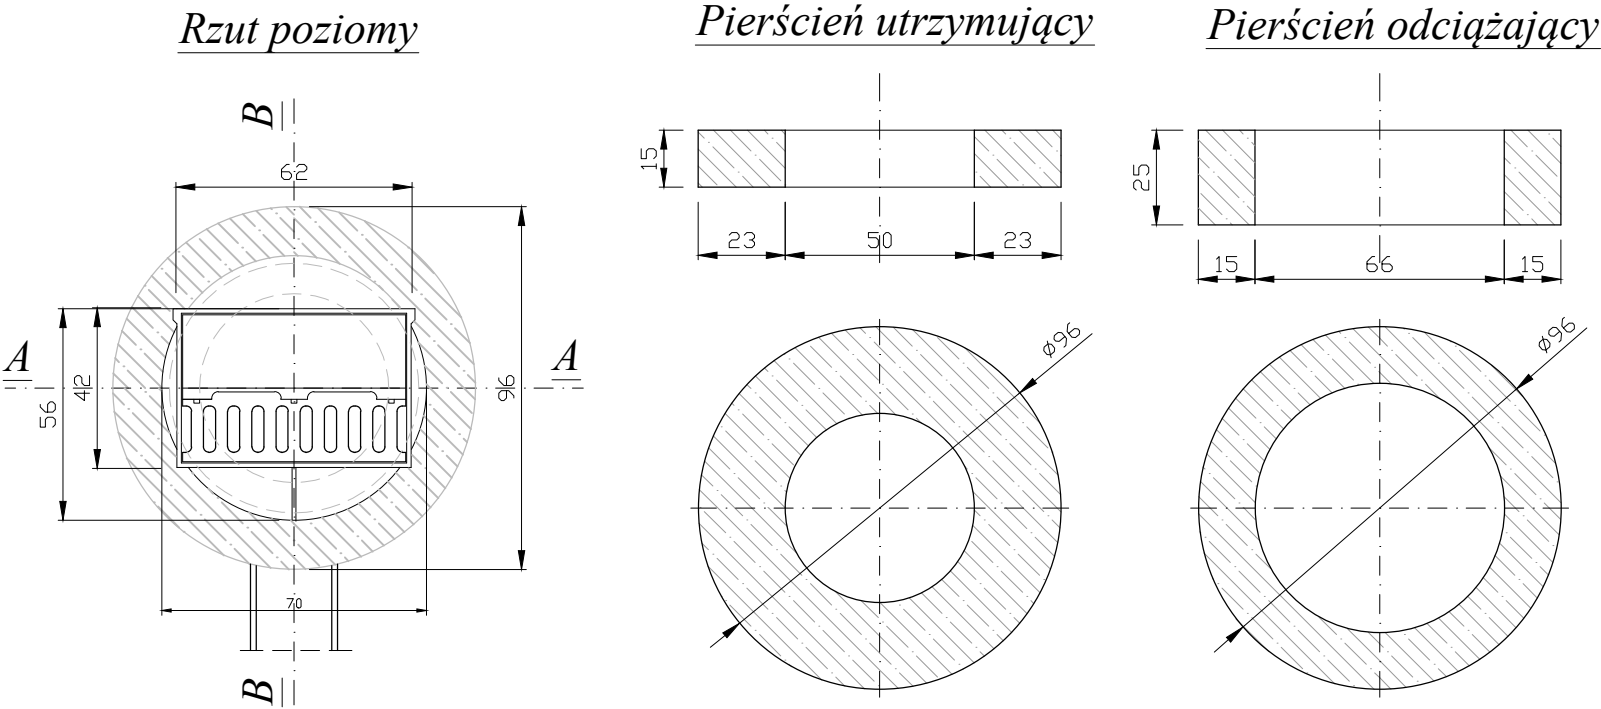 Rzut poziomy
Pierścień utrzymujący
Pierścień odciążający
B
62
A
A
56
42
96
70
B
15
23
50
23
ø96
25
15
66
15
ø96